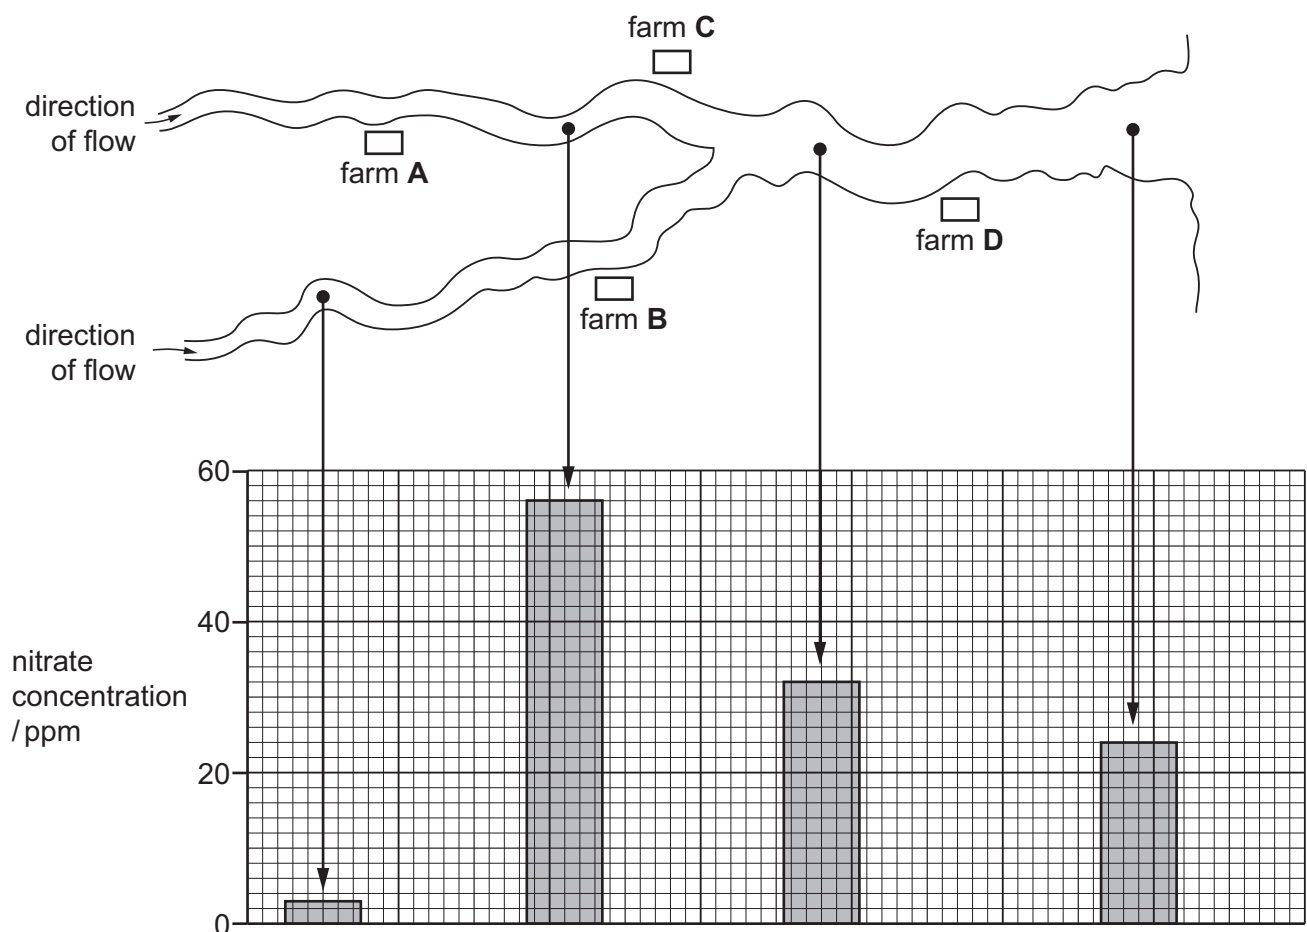 farm C
direction
of flow
farm A
farm D
farm B
direction
of flow
60
40
nitrate
concentration
/ ppm
20
0